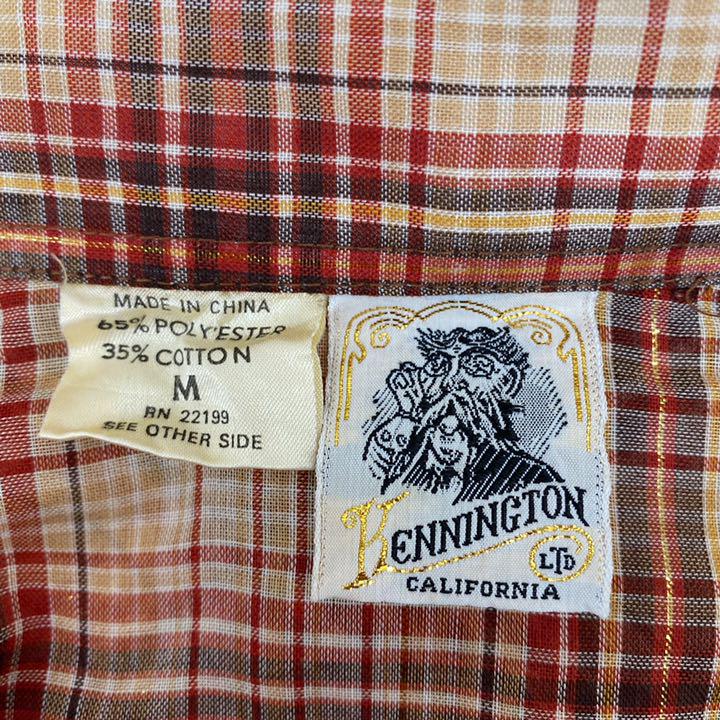 MADE IN CHINA
65% POLYESTER
35% COTTON
M
RN 22199
SEE OTHER SIDE
KENNINGTON
LTD
CALIFORNIA